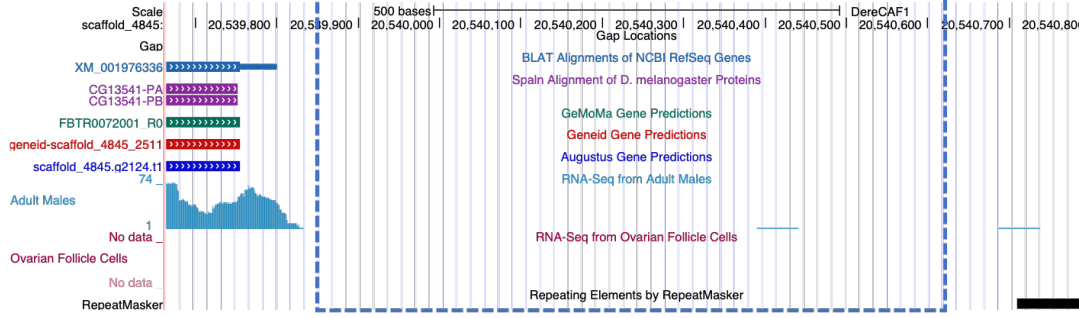 Scale 500 bases DereCAF1
scaffold_4845: 20,539,800 20,539,900 20,540,000 20,540,100 20,540,200 20,540,300 20,540,400 20,540,500 20,540,600 20,540,700 20,540,800
Gap Locations
Gap
BLAT Alignments of NCBI RefSeq Genes
XM_001976336
Spaln Alignment of D. melanogaster Proteins
CG13541-PA
CG13541-PB
GeMoMa Gene Predictions
FBTR0072001_R0
Geneid Gene Predictions
geneid-scaffold_4845_2511
Augustus Gene Predictions
scaffold_4845.g2124.t1
RNA-Seq from Adult Males
74 _
Adult Males
1
RNA-Seq from Ovarian Follicle Cells
No data _
Ovarian Follicle Cells
No data _
Repeating Elements by RepeatMasker
RepeatMasker